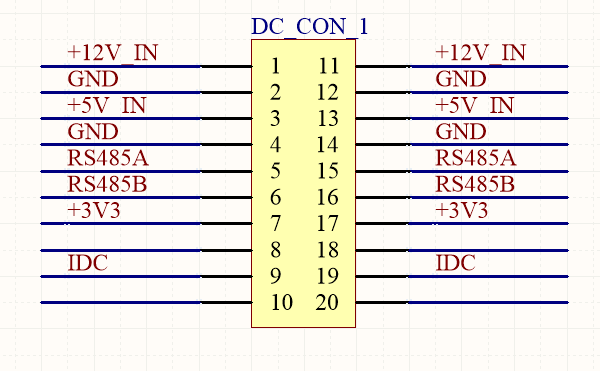 DC_CON_1
+12V_IN 1 11 +12V_IN
GND 2 12 GND
+5V_IN 3 13 +5V_IN
GND 4 14 GND
RS485A 5 15 RS485A
RS485B 6 16 RS485B
+3V3 7 17 +3V3
8 18
IDC 9 19 IDC
10 20